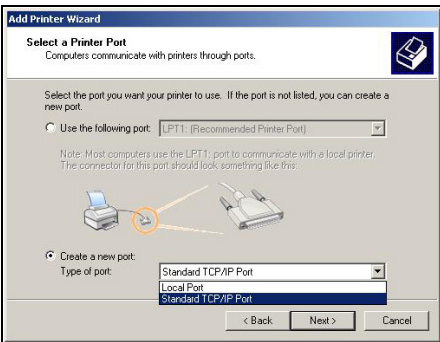 Add Printer Wizard
Select a Printer Port
Computers communicate with printers through ports.
Select the port you want your printer to use. If the port is not listed, you can create a
new port.
Use the following port: LPT1: (Recommended Printer Port)
Note: Most computers use the LPT1: port to communicate with a local printer.
The connector for this port should look something like this:
Create a new port:
Type of port: Standard TCP/IP Port
Local Port
Standard TCP/IP Port
< Back Next > Cancel